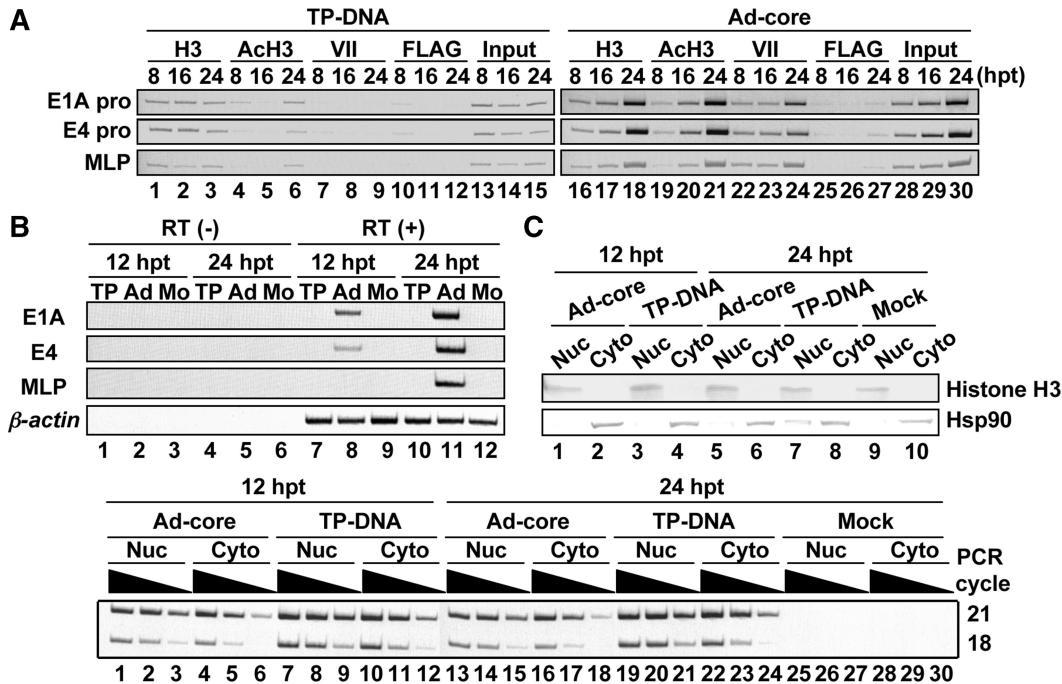 A
TP-DNA Ad-core
H3 AcH3 VII FLAG Input H3 AcH3 VII FLAG Input
8 16 24 8 16 24 8 16 24 8 16 24 8 16 24 8 16 24 8 16 24 8 16 24 8 16 24 8 16 24 (hpt)
E1A pro
E4 pro
MLP
1 2 3 4 5 6 7 8 9 10 11 12 13 14 15 16 17 18 19 20 21 22 23 24 25 26 27 28 29 30
B
RT (-) RT (+)
12 hpt 24 hpt 12 hpt 24 hpt
TP Ad Mo TP Ad Mo TP Ad Mo TP Ad Mo
E1A
E4
MLP
β-actin
1 2 3 4 5 6 7 8 9 10 11 12
C
12 hpt 24 hpt
Ad-core TP-DNA Ad-core TP-DNA Mock
Nuc Cyto Nuc Cyto Nuc Cyto Nuc Cyto Nuc Cyto
Histone H3
Hsp90
1 2 3 4 5 6 7 8 9 10
12 hpt 24 hpt
Ad-core TP-DNA Ad-core TP-DNA Mock
Nuc Cyto Nuc Cyto Nuc Cyto Nuc Cyto Nuc Cyto
PCR
cycle
21
18
1 2 3 4 5 6 7 8 9 10 11 12 13 14 15 16 17 18 19 20 21 22 23 24 25 26 27 28 29 30